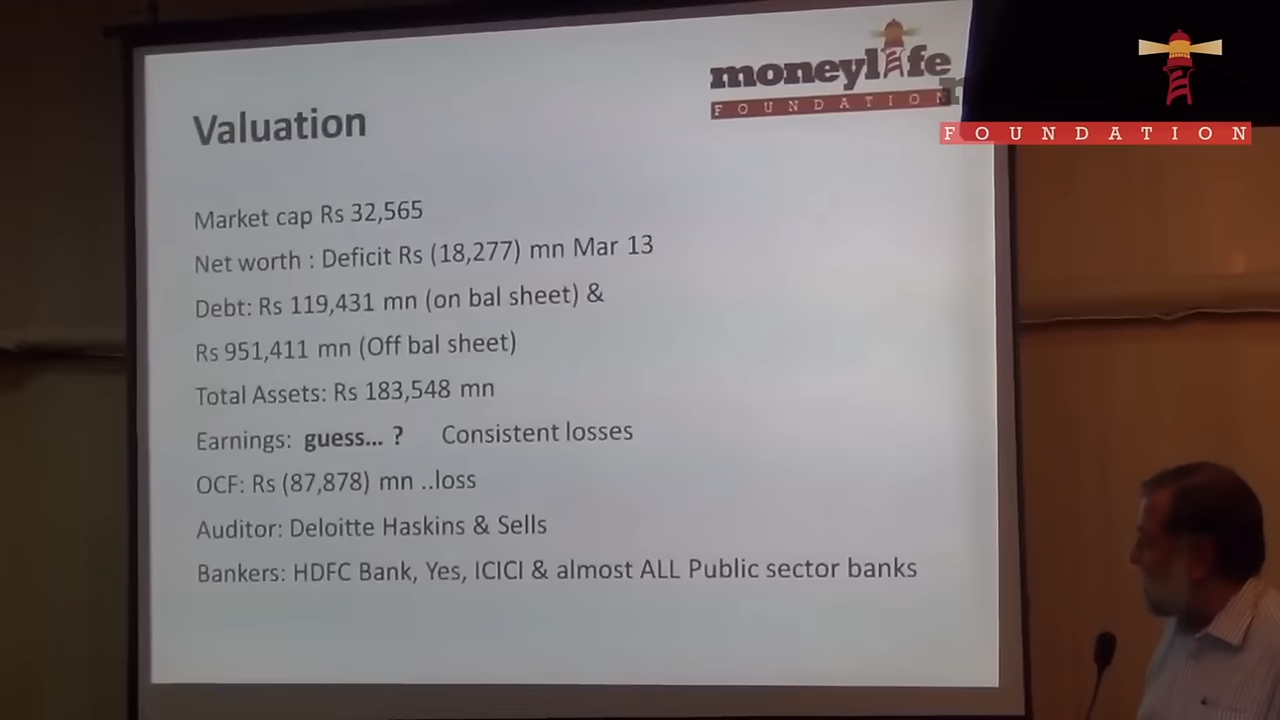 moneylife
FOUNDATION
FOUNDATION
Valuation
Market cap Rs 32,565
Net worth : Deficit Rs (18,277) mn Mar 13
Debt: Rs 119,431 mn (on bal sheet) &
Rs 951,411 mn (Off bal sheet)
Total Assets: Rs 183,548 mn
Earnings: guess... ? Consistent losses
OCF: Rs (87,878) mn ..loss
Auditor: Deloitte Haskins & Sells
Bankers: HDFC Bank, Yes, ICICI & almost ALL Public sector banks